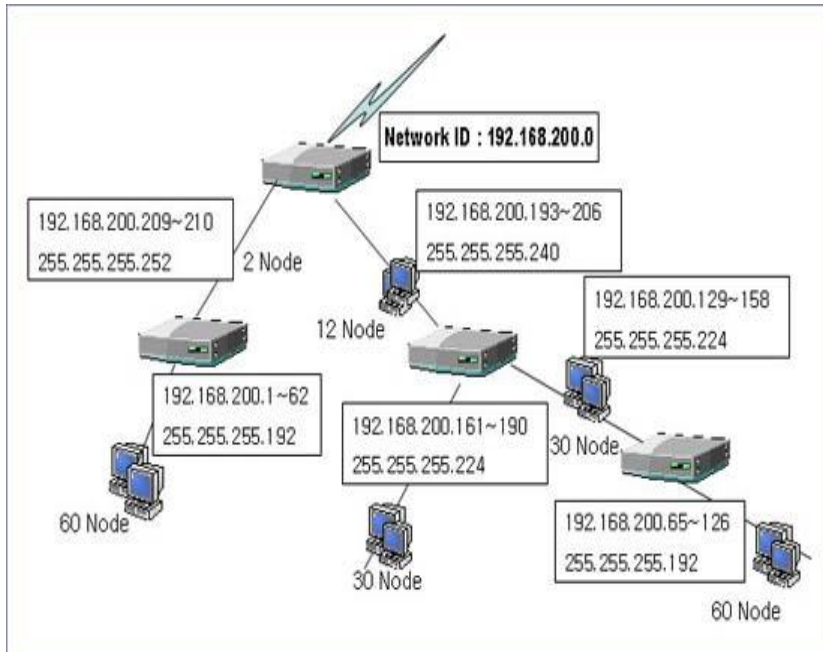 Network ID : 192.168.200.0
192.168.200.209~210
255.255.255.252
2 Node
192.168.200.193~206
255.255.255.240
12 Node
192.168.200.129~158
255.255.255.224
30 Node
192.168.200.1~62
255.255.255.192
60 Node
192.168.200.161~190
255.255.255.224
30 Node
192.168.200.65~126
255.255.255.192
60 Node